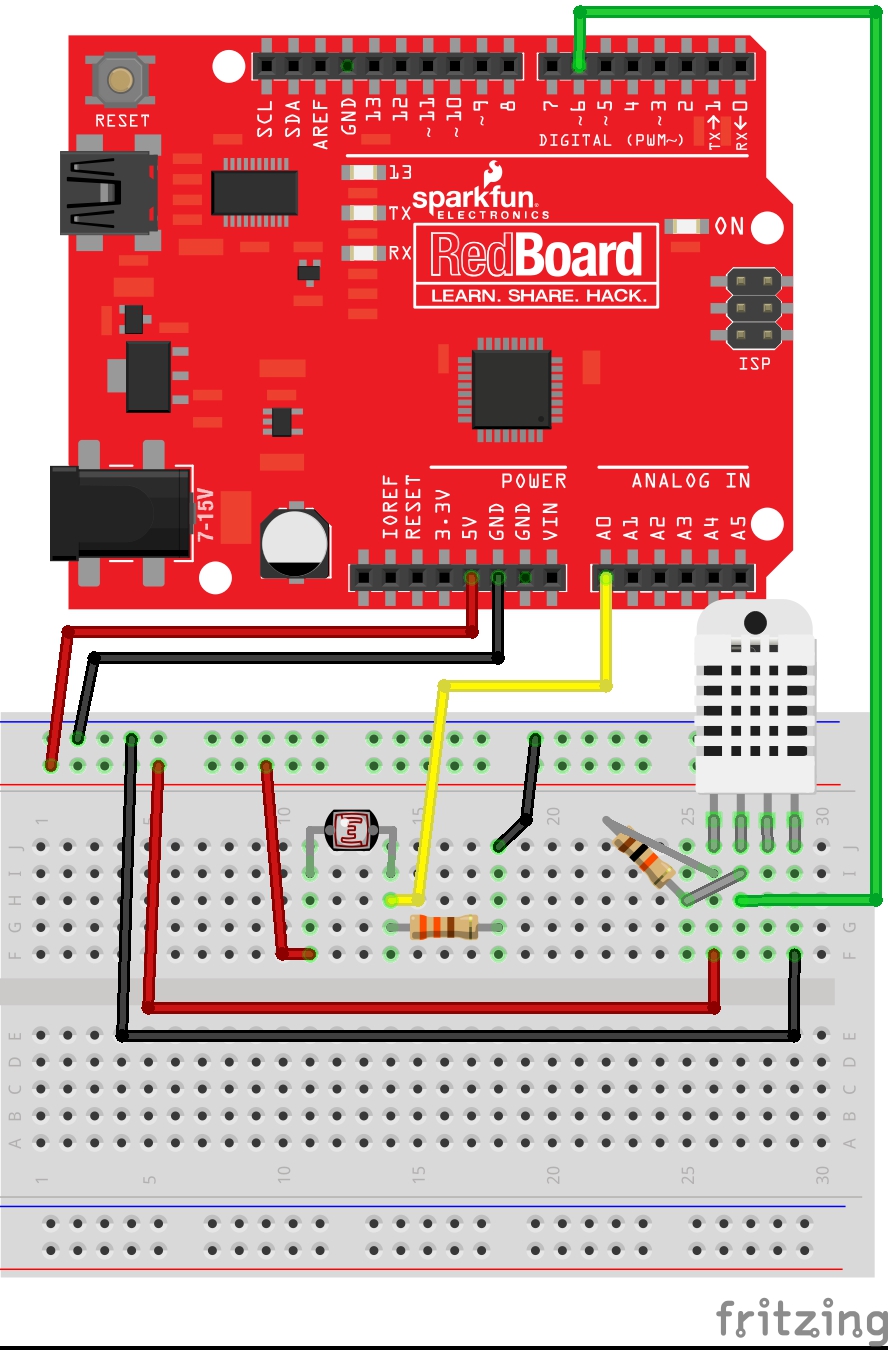 SCL SDA AREF GND 13 12 ~11 ~10 ~9 8 7 ~6 ~5 4 ~3 2 TX→1 RX←0
RESET
DIGITAL (PWM~)
13
TX
RX
sparkfun
ELECTRONICS
ON
RedBoard
LEARN. SHARE. HACK.
ISP
7-15V
POWER
ANALOG IN
IOREF RESET 3.3V 5V GND GND VIN A0 A1 A2 A3 A4 A5
1 5 10 15 20 25 30
J J
I I
H H
G G
F F
E E
D D
C C
B B
A A
1 5 10 15 20 25 30
fritzing